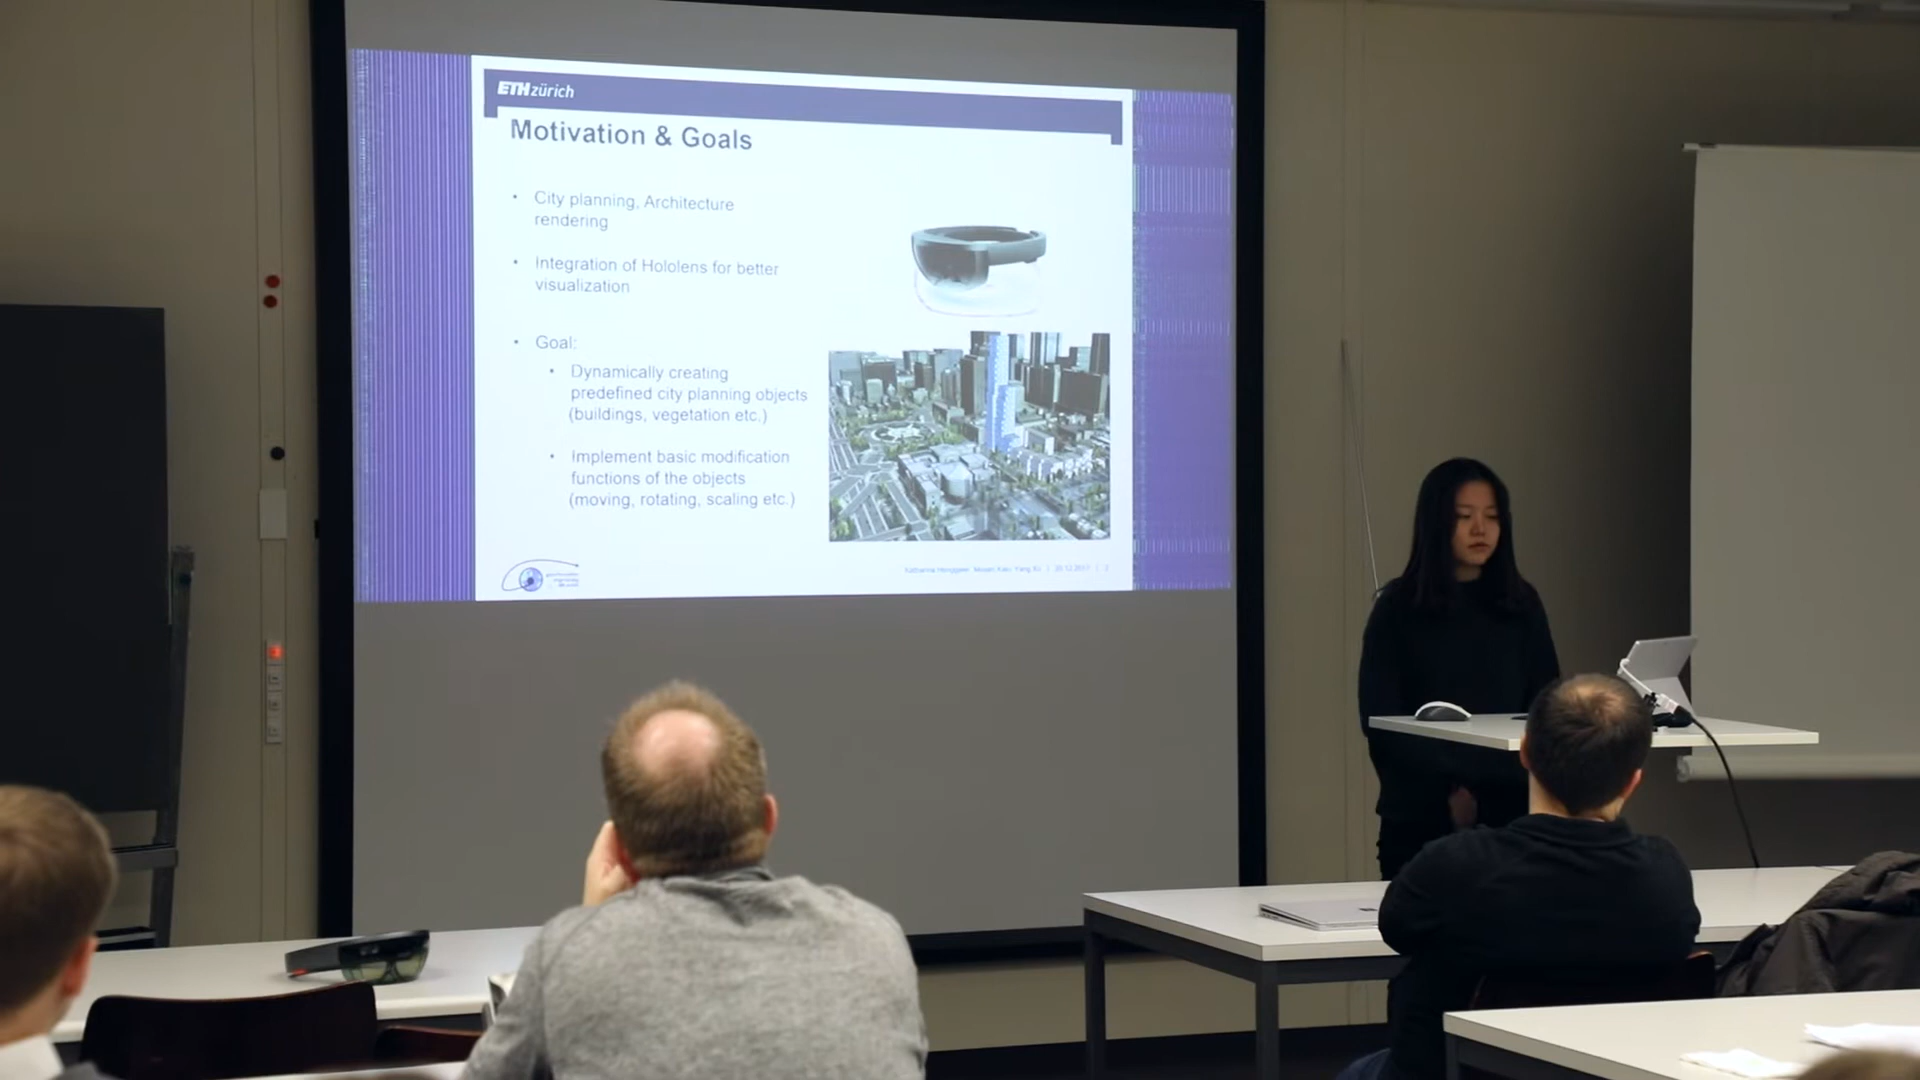 ETH zürich
Motivation & Goals
• City planning, Architecture
rendering
• Integration of Hololens for better
visualization
• Goal:
• Dynamically creating
predefined city planning objects
(buildings, vegetation etc.)
• Implement basic modification
functions of the objects
(moving, rotating, scaling etc.)